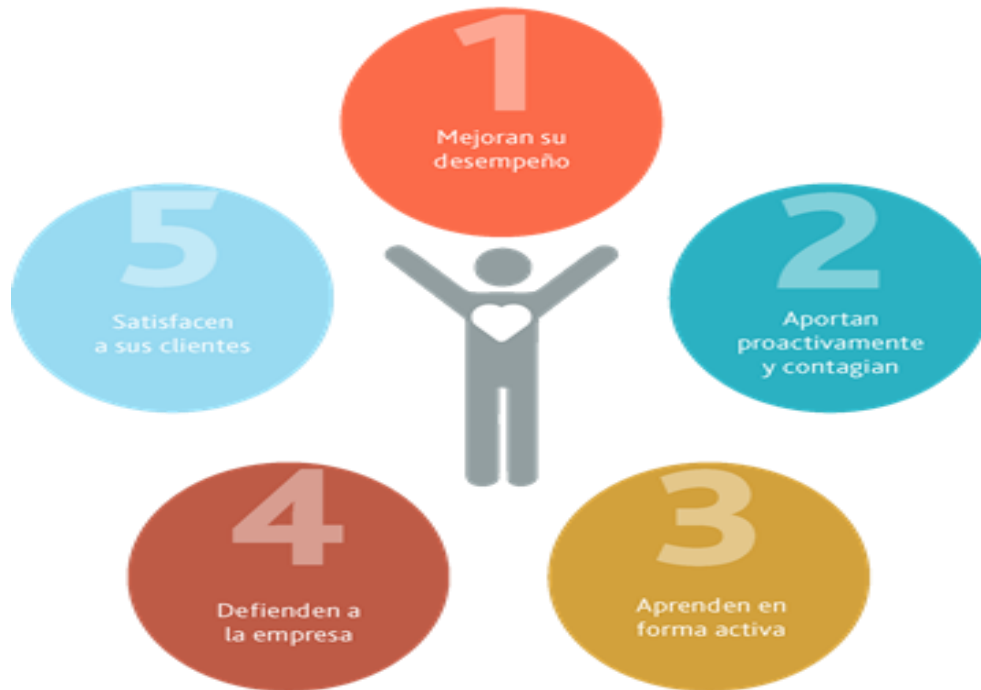 1
Mejoran su
desempeño
2
Aportan
proactivamente
y contagian
3
Aprenden en
forma activa
4
Defienden a
la empresa
5
Satisfacen
a sus clientes